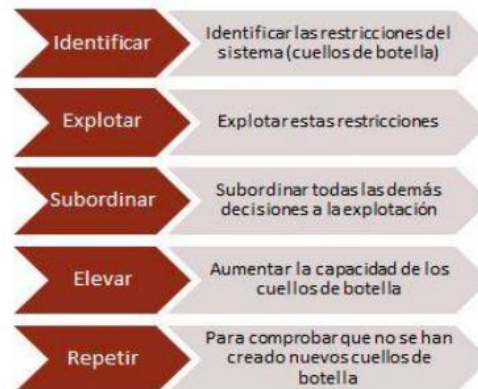 Identificar
Identificar las restricciones del
sistema (cuellos de botella)
Explotar
Explotar estas restricciones
Subordinar
Subordinar todas las demás
decisiones a la explotación
Elevar
Aumentar la capacidad de los
cuellos de botella
Repetir
Para comprobar que no se han
creado nuevos cuellos de
botella